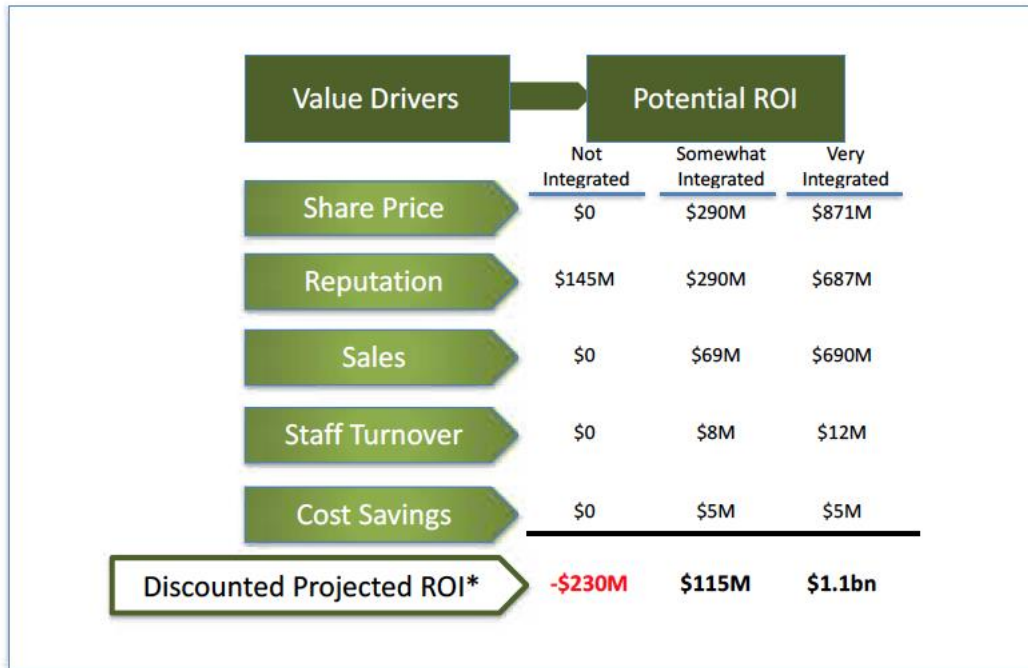 Value Drivers
Potential ROI
Not
Integrated
Somewhat
Integrated
Very
Integrated
Share Price $0 $290M $871M
Reputation $145M $290M $687M
Sales $0 $69M $690M
Staff Turnover $0 $8M $12M
Cost Savings $0 $5M $5M
Discounted Projected ROI* -$230M $115M $1.1bn